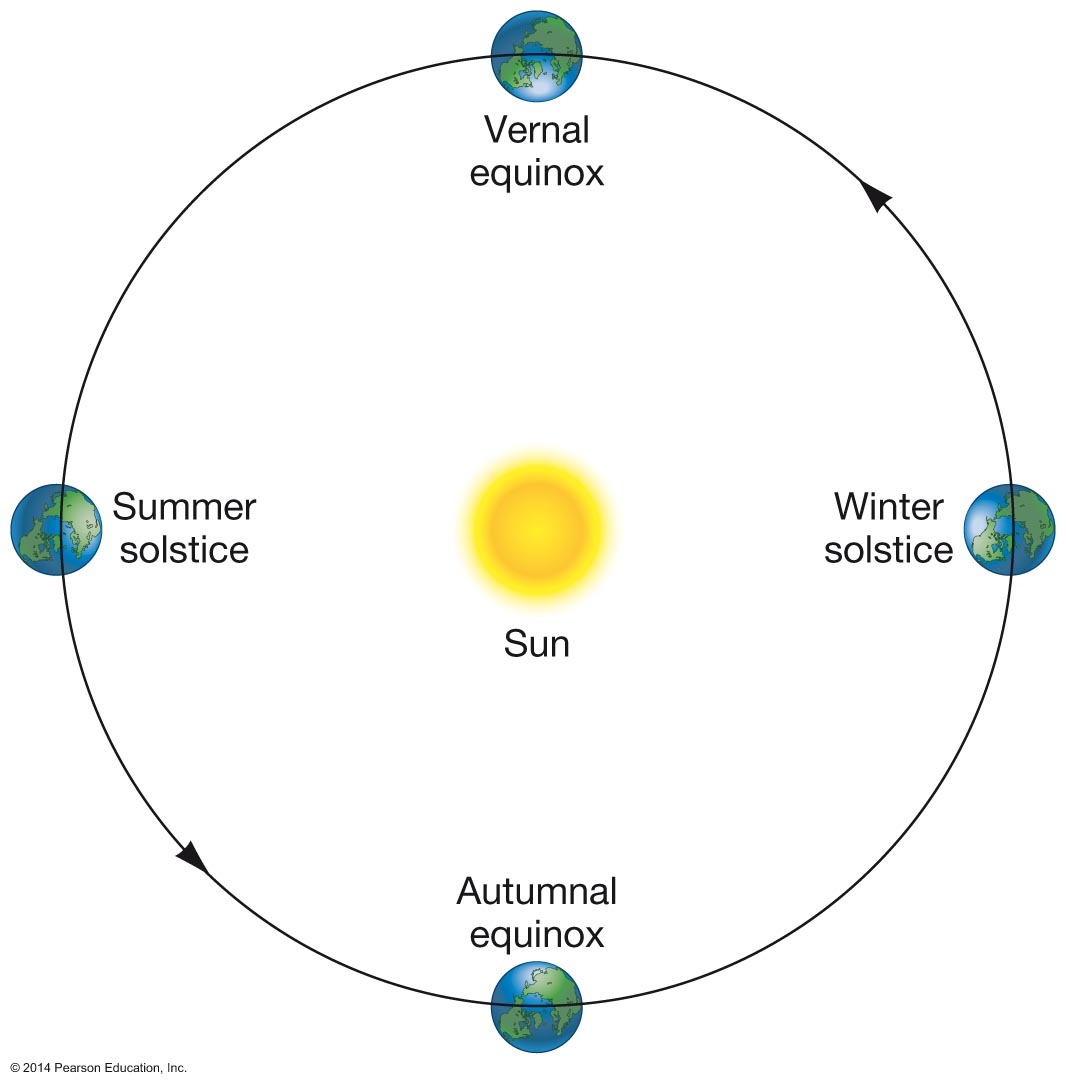 Vernal
equinox
Summer
solstice
Winter
solstice
Sun
Autumnal
equinox
© 2014 Pearson Education, Inc.